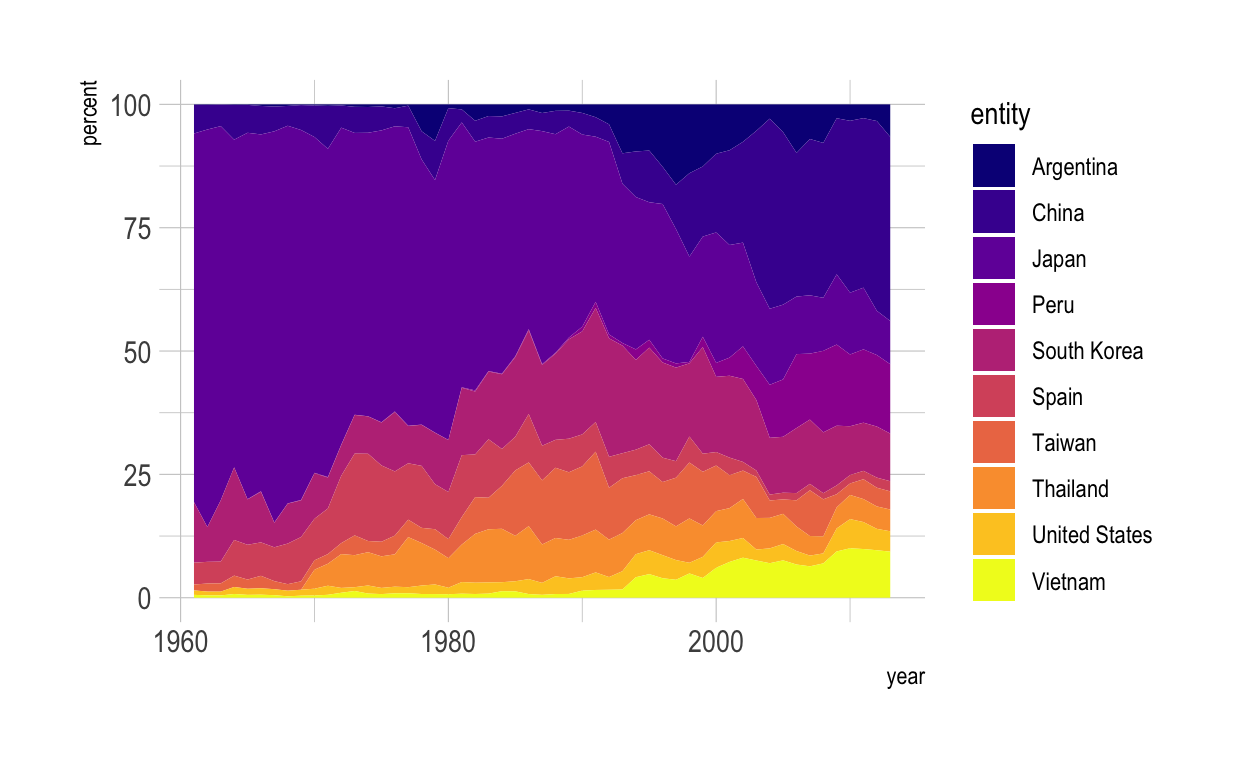 percent
100
75
50
25
0
1960 1980 2000
year
entity
Argentina
China
Japan
Peru
South Korea
Spain
Taiwan
Thailand
United States
Vietnam